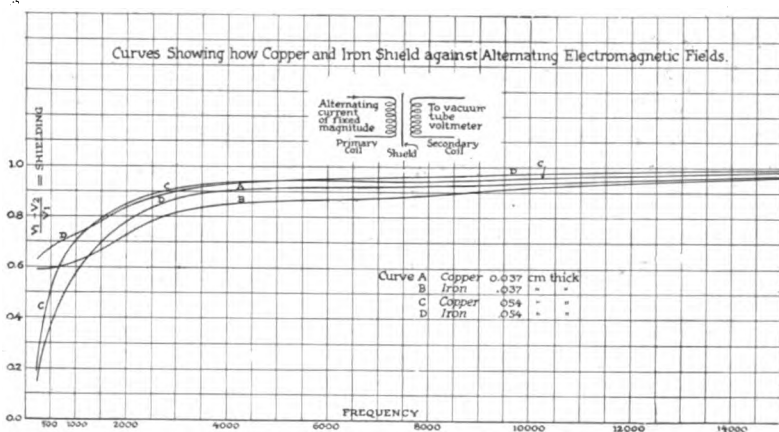 Curves Showing how Copper and Iron Shield against Alternating Electromagnetic Fields.
Alternating current of fixed magnitude
To vacuum tube voltmeter
Primary Coil
Shield
Secondary Coil
V1 - V2 / V1 = SHIELDING
1.0
0.8
0.6
0.4
0.2
0.0
C
D
A
B
D
C
D
C
Curve A Copper 0.037 cm thick
B Iron .037 " "
C Copper .054 " "
D Iron .054 " "
500 1000 2000 4000 6000 8000 10000 12000 14000
FREQUENCY